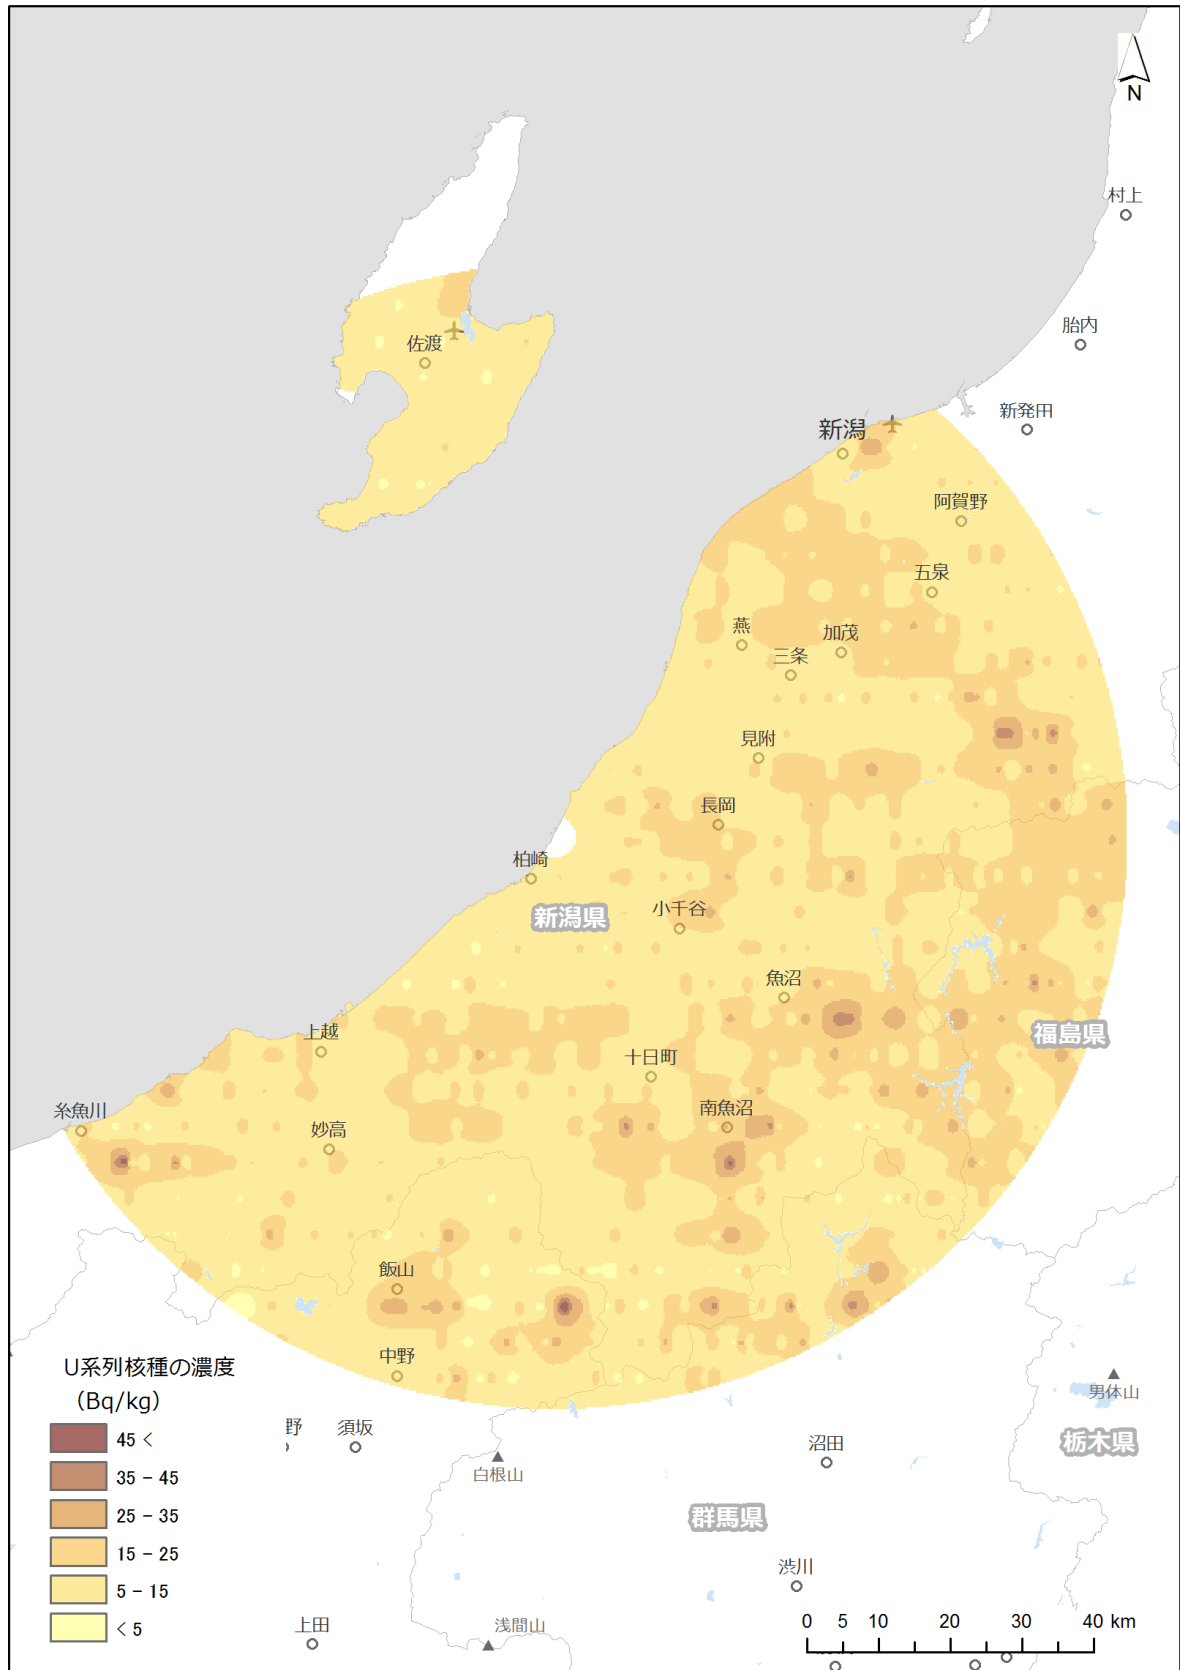 N
村上
胎内
佐渡
新発田
新潟
阿賀野
五泉
燕
加茂
三条
見附
長岡
柏崎
新潟県
小千谷
魚沼
上越
福島県
十日町
糸魚川
南魚沼
妙高
飯山
中野
U系列核種の濃度
(Bq/kg)
45 <
35 − 45
25 − 35
15 − 25
5 − 15
< 5
野
須坂
白根山
沼田
男体山
栃木県
群馬県
渋川
上田
浅間山
0 5 10 20 30 40 km